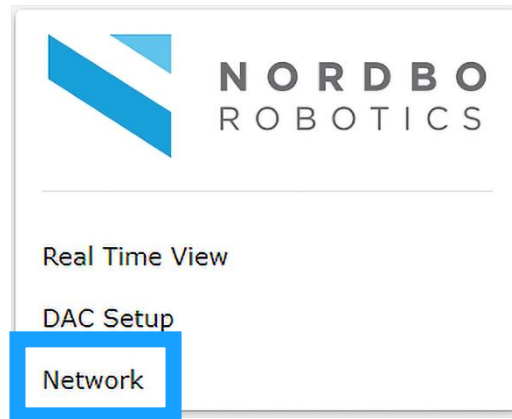 NORDBO
ROBOTICS
Real Time View
DAC Setup
Network